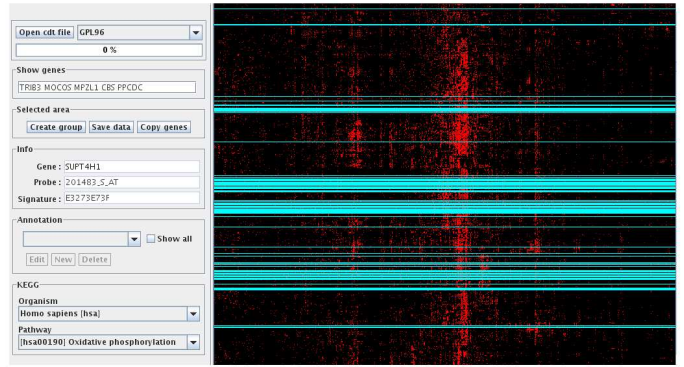 Open cdt file GPL96
0 %
Show genes
TRIB3 MOCOS MPZL1 CBS PPCDC
Selected area
Create group Save data Copy genes
Info
Gene : SUPT4H1
Probe : 201483_S_AT
Signature : E3273E73F
Annotation
Show all
Edit New Delete
KEGG
Organism
Homo sapiens [hsa]
Pathway
[hsa00190] Oxidative phosphorylation